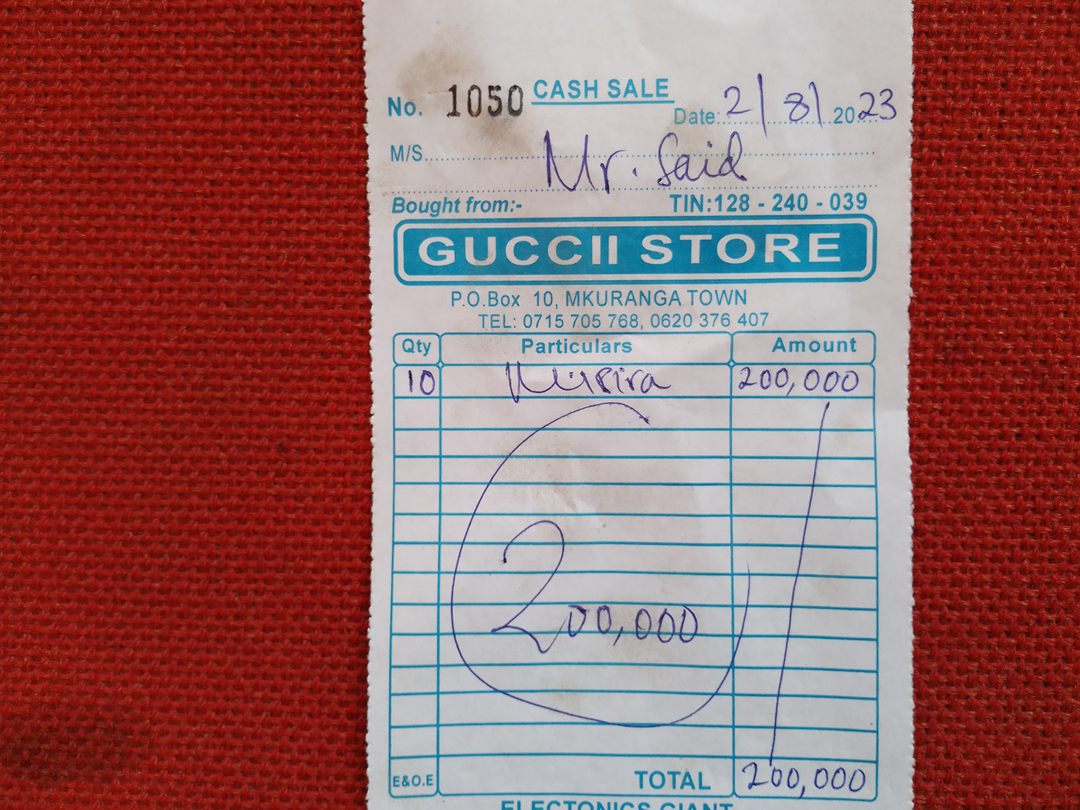 CASH SALE
No. 1050 Date: 2/8/2023
M/S. Mr. Said
Bought from:- TIN:128 - 240 - 039
GUCCII STORE
P.O.Box 10, MKURANGA TOWN
TEL: 0715 705 768, 0620 376 407
Qty Particulars Amount
10 200,000
200,000
E&O.E TOTAL 200,000
ELECTONICS GIANT